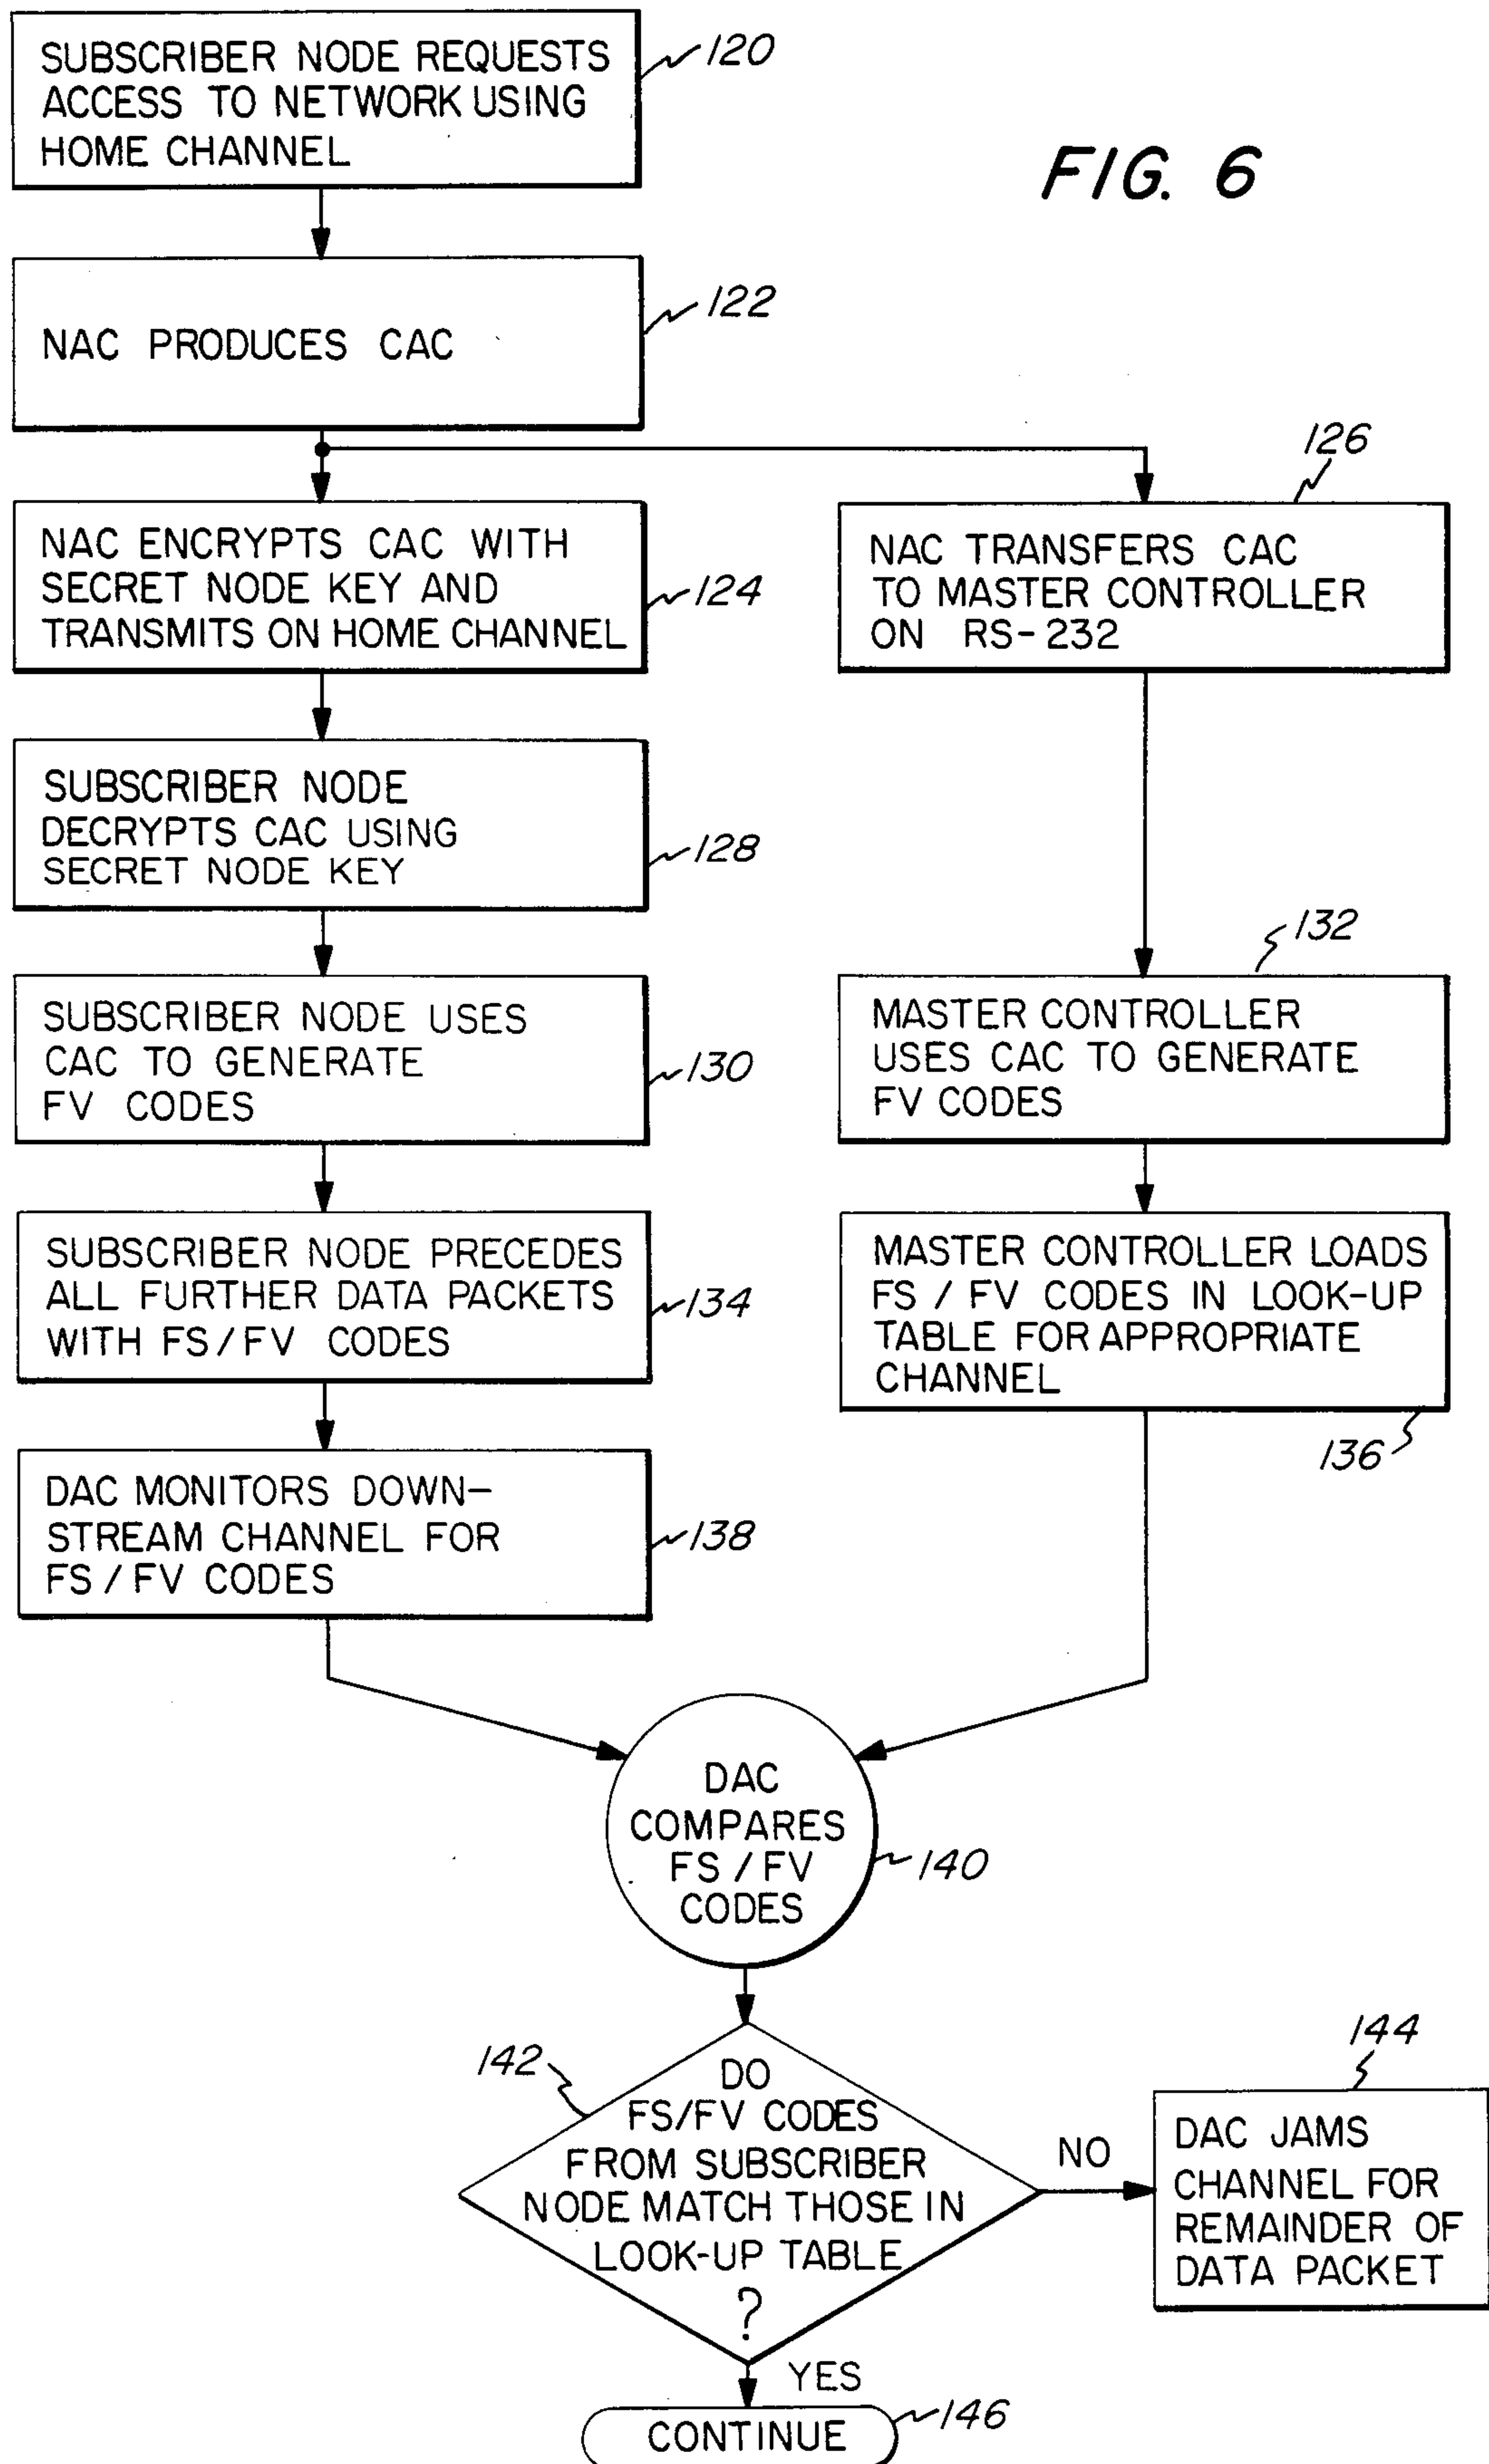 SUBSCRIBER NODE REQUESTS
ACCESS TO NETWORK USING
HOME CHANNEL
120
FIG. 6
NAC PRODUCES CAC
122
NAC ENCRYPTS CAC WITH
SECRET NODE KEY AND
TRANSMITS ON HOME CHANNEL
124
126
NAC TRANSFERS CAC
TO MASTER CONTROLLER
ON RS-232
SUBSCRIBER NODE
DECRYPTS CAC USING
SECRET NODE KEY
128
SUBSCRIBER NODE USES
CAC TO GENERATE
FV CODES
130
132
MASTER CONTROLLER
USES CAC TO GENERATE
FV CODES
SUBSCRIBER NODE PRECEDES
ALL FURTHER DATA PACKETS
WITH FS/FV CODES
134
MASTER CONTROLLER LOADS
FS / FV CODES IN LOOK-UP
TABLE FOR APPROPRIATE
CHANNEL
136
DAC MONITORS DOWN-
STREAM CHANNEL FOR
FS / FV CODES
138
DAC
COMPARES
FS / FV
CODES
140
142
DO
FS/FV CODES
FROM SUBSCRIBER
NODE MATCH THOSE IN
LOOK-UP TABLE
?
NO
144
DAC JAMS
CHANNEL FOR
REMAINDER OF
DATA PACKET
YES
CONTINUE
146